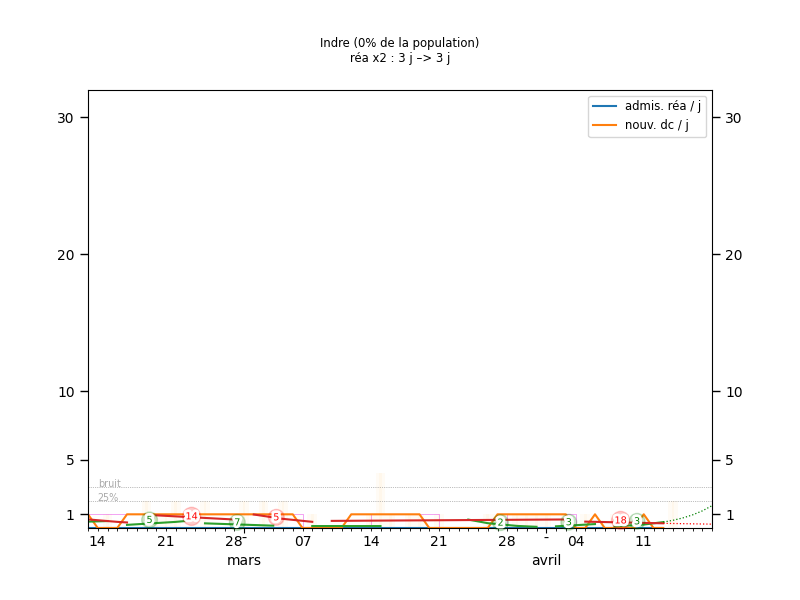 Indre (0% de la population)
réa x2 : 3 j –> 3 j
admis. réa / j
nouv. dc / j
30 30
20 20
10 10
5 5
bruit
25%
1 1
5 14 7 5 2 3 18 3
14 21 28 07 14 21 28 04 11
mars avril